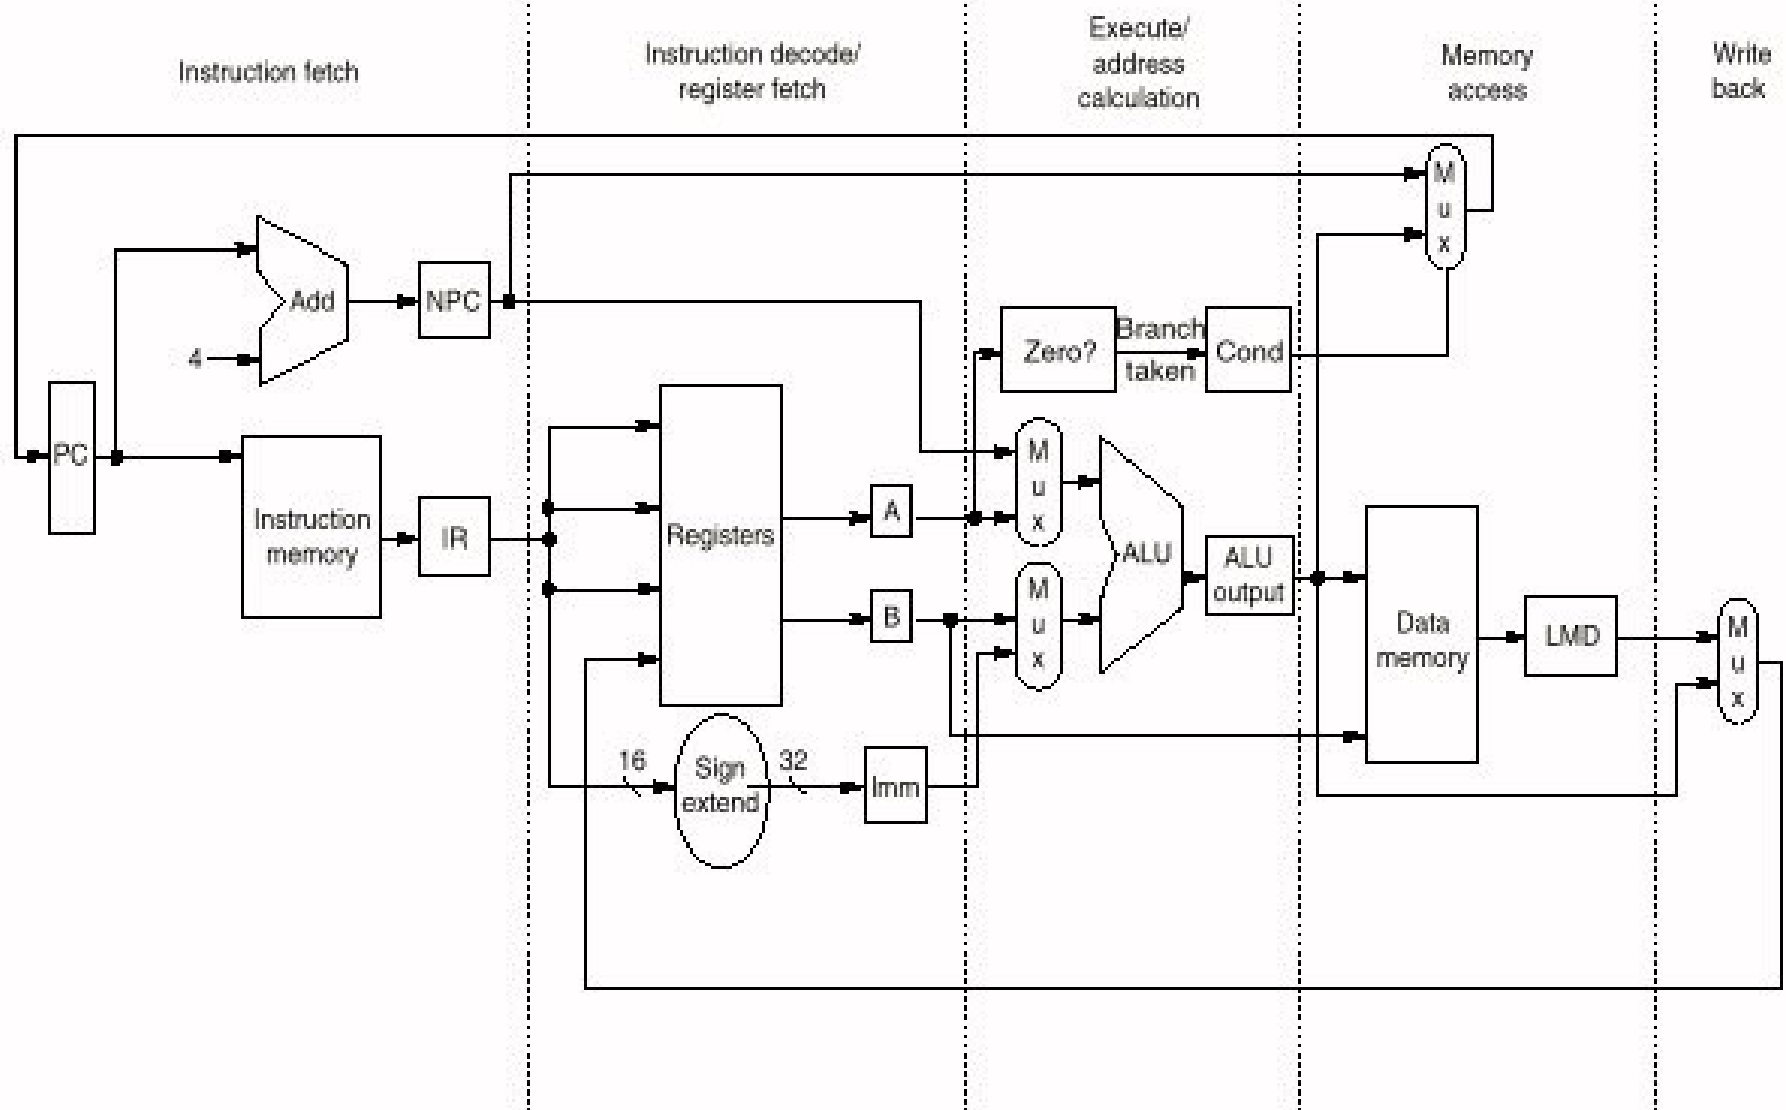 Instruction fetch
Instruction decode/
register fetch
Execute/
address
calculation
Memory
access
Write
back
M
u
x
Add
NPC
4
Zero?
Branch
taken
Cond
PC
Instruction
memory
IR
Registers
A
B
M
u
x
M
u
x
ALU
ALU
output
Data
memory
LMD
M
u
x
16
Sign
extend
32
Imm